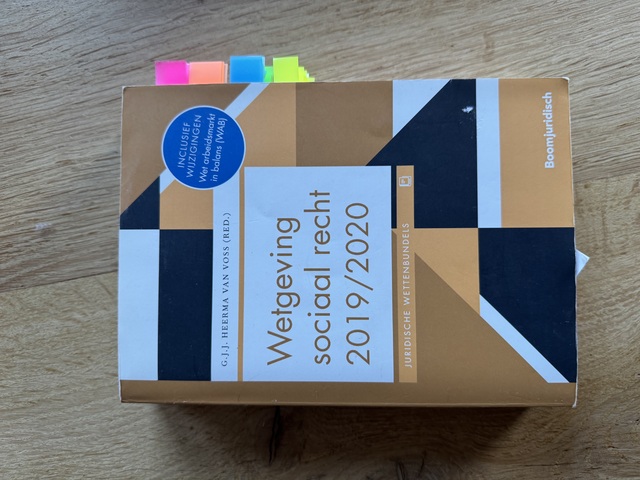 Boomjuridisch
INCLUSIEF
WIJZIGINGEN
Wet arbeidsmarkt
in balans (WAB)
G.J.J. HEERMA VAN VOSS (RED.)
Wetgeving
sociaal recht
2019/2020
JURIDISCHE WETTENBUNDELS